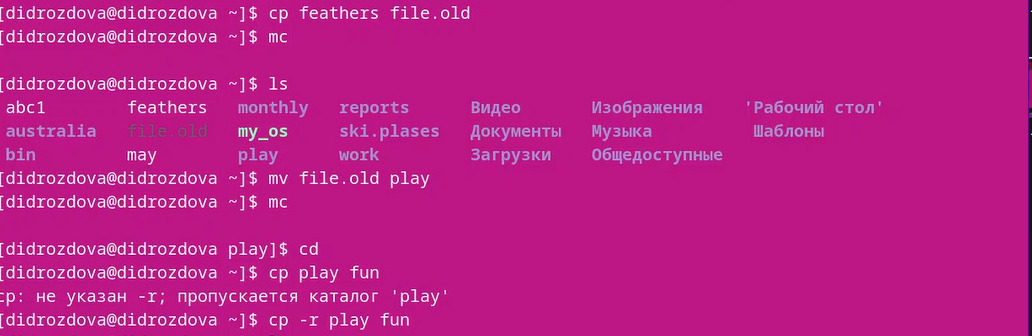 [didrozdova@didrozdova ~]$ cp feathers file.old
[didrozdova@didrozdova ~]$ mc
[didrozdova@didrozdova ~]$ ls
abc1 feathers monthly reports Видео Изображения 'Рабочий стол'
australia file.old my_os ski.plases Документы Музыка Шаблоны
bin may play work Загрузки Общедоступные
[didrozdova@didrozdova ~]$ mv file.old play
[didrozdova@didrozdova ~]$ mc
[didrozdova@didrozdova play]$ cd
[didrozdova@didrozdova ~]$ cp play fun
cp: не указан -r; пропускается каталог 'play'
[didrozdova@didrozdova ~]$ cp -r play fun